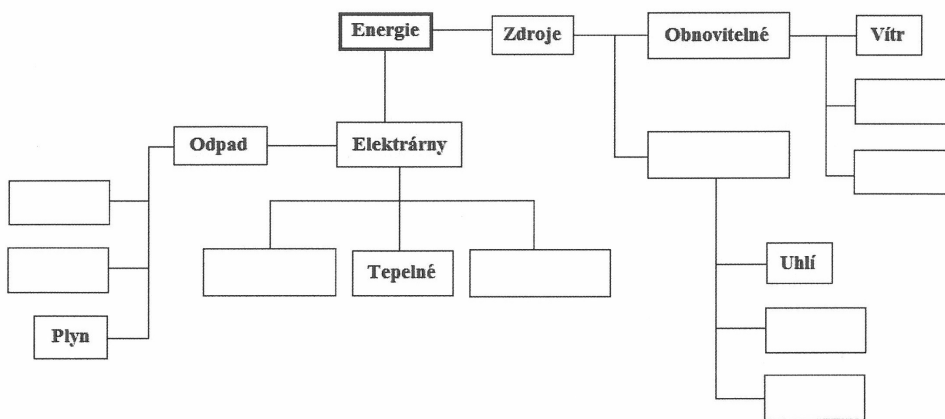 Energie
Zdroje
Obnovitelné
Vítr
Odpad
Elektrárny
Uhlí
Tepelné
Plyn